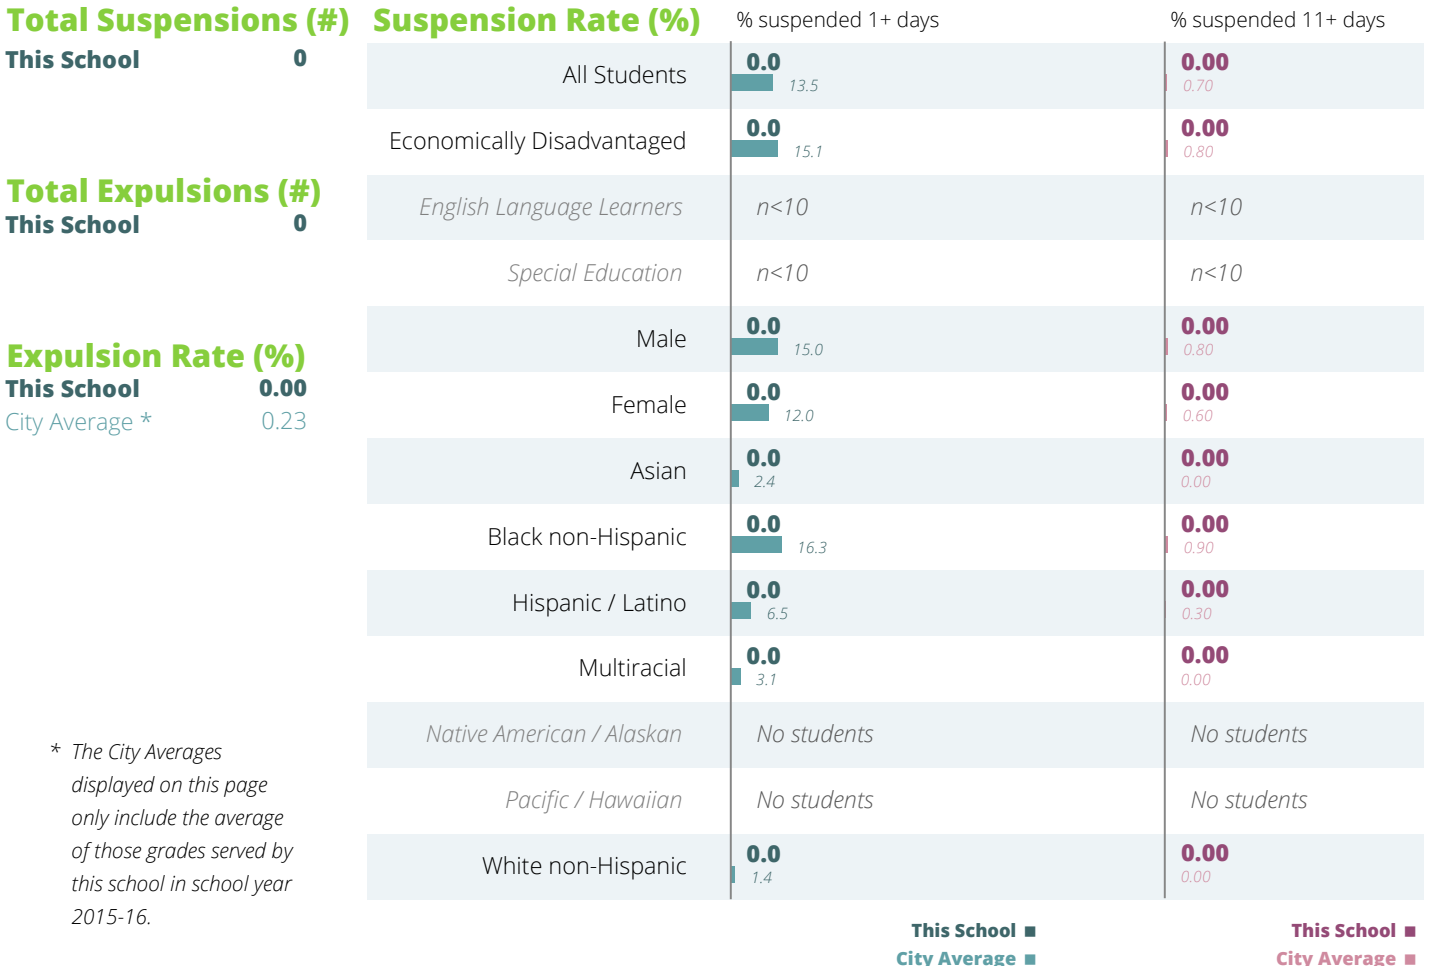 Total Suspensions (#)
This School 0
Total Expulsions (#)
This School 0
Expulsion Rate (%)
This School 0.00
City Average * 0.23
* The City Averages
displayed on this page
only include the average
of those grades served by
this school in school year
2015-16.
Suspension Rate (%) % suspended 1+ days % suspended 11+ days
All Students 0.0 13.5 0.00 0.70
Economically Disadvantaged 0.0 15.1 0.00 0.80
English Language Learners n<10 n<10
Special Education n<10 n<10
Male 0.0 15.0 0.00 0.80
Female 0.0 12.0 0.00 0.60
Asian 0.0 2.4 0.00 0.00
Black non-Hispanic 0.0 16.3 0.00 0.90
Hispanic / Latino 0.0 6.5 0.00 0.30
Multiracial 0.0 3.1 0.00 0.00
Native American / Alaskan No students No students
Pacific / Hawaiian No students No students
White non-Hispanic 0.0 1.4 0.00 0.00
This School This School
City Average City Average